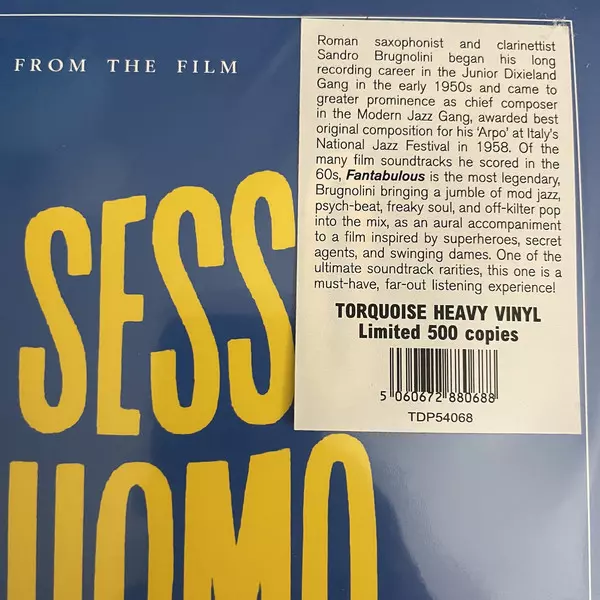 FROM THE FILM
SESS
UOMO
Roman saxophonist and clarinettist
Sandro Brugnolini began his long
recording career in the Junior Dixieland
Gang in the early 1950s and came to
greater prominence as chief composer
in the Modern Jazz Gang, awarded best
original composition for his 'Arpo' at Italy's
National Jazz Festival in 1958. Of the
many film soundtracks he scored in the
60s, Fantabulous is the most legendary,
Brugnolini bringing a jumble of mod jazz,
psych-beat, freaky soul, and off-kilter pop
into the mix, as an aural accompaniment
to a film inspired by superheroes, secret
agents, and swinging dames. One of the
ultimate soundtrack rarities, this one is a
must-have, far-out listening experience!
TORQUOISE HEAVY VINYL
Limited 500 copies
5 060672 880688
TDP54068